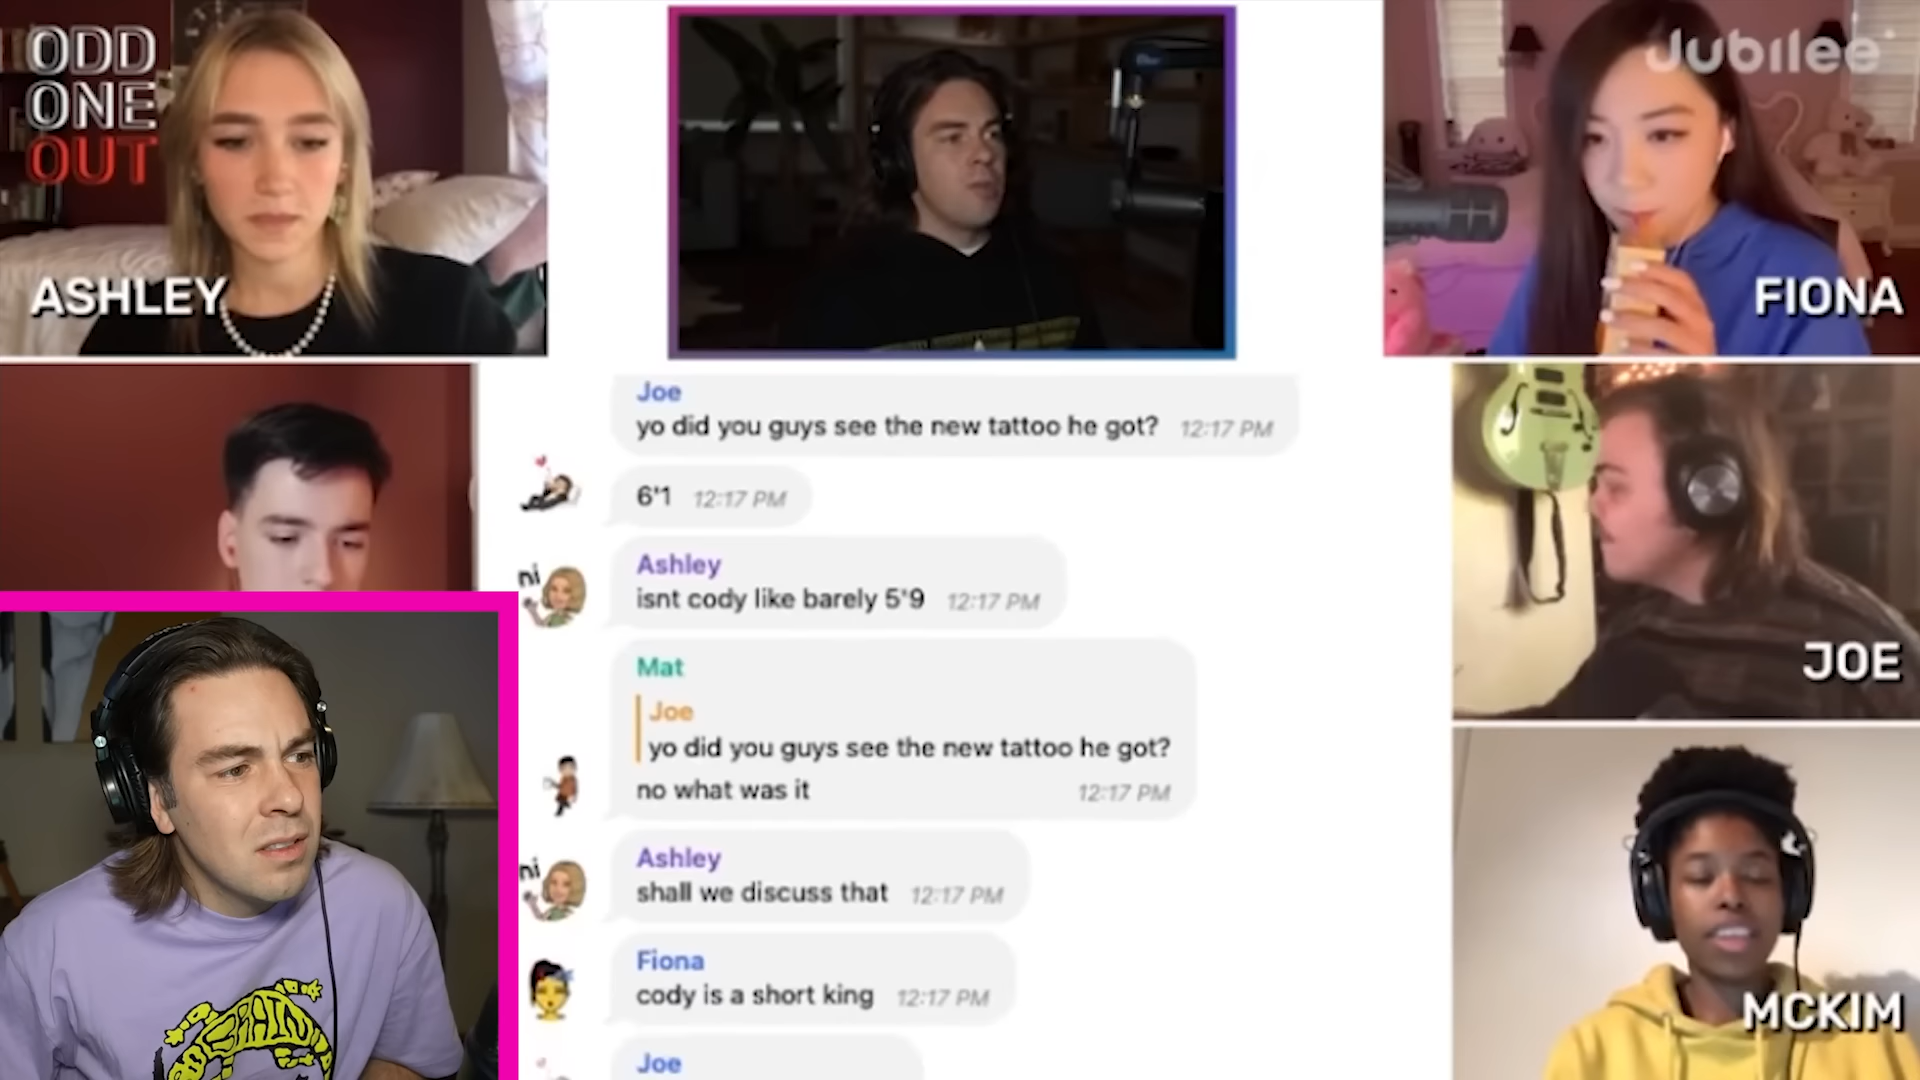 ODD
ONE
OUT
ASHLEY
Jubilee
FIONA
Joe
yo did you guys see the new tattoo he got? 12:17 PM
6'1 12:17 PM
Ashley
isnt cody like barely 5'9 12:17 PM
Mat
Joe
yo did you guys see the new tattoo he got?
no what was it 12:17 PM
JOE
Ashley
shall we discuss that 12:17 PM
Fiona
cody is a short king 12:17 PM
MCKIM
Joe